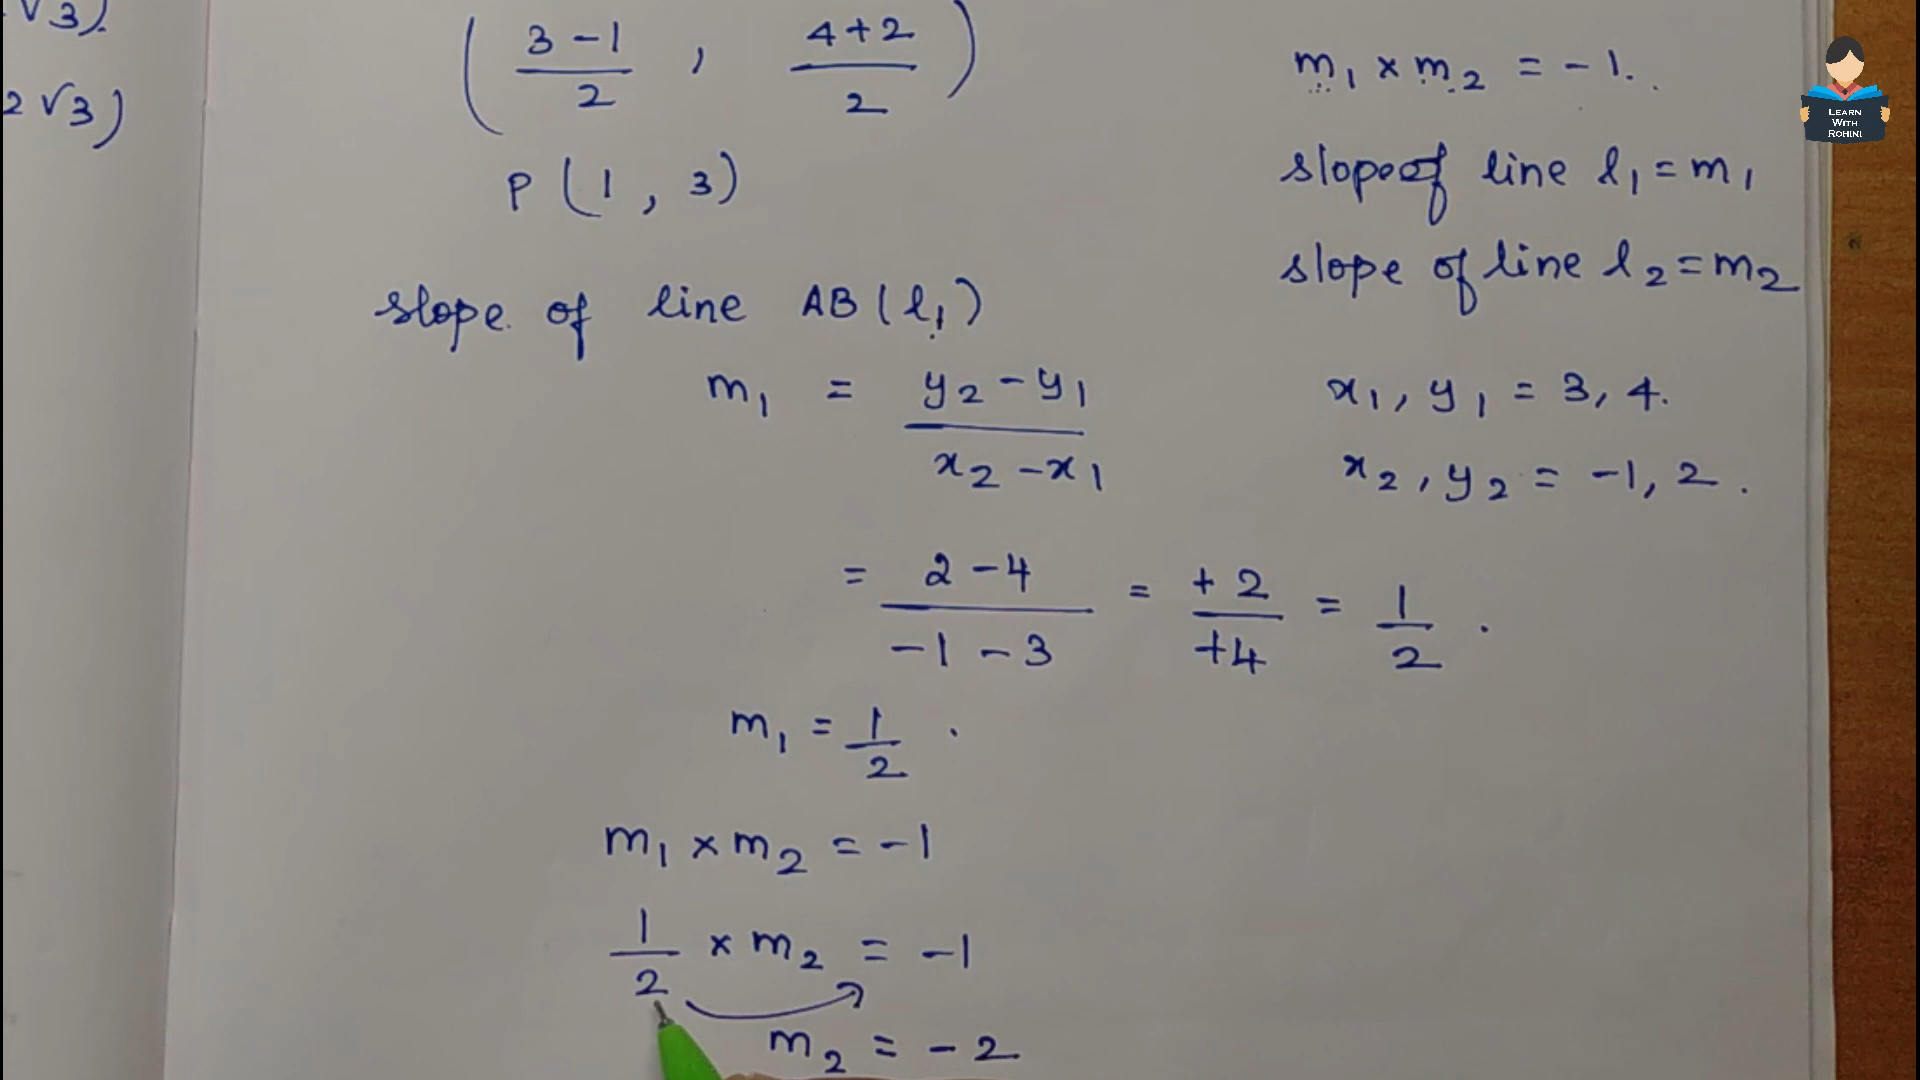 √3).
2√3)
( 3-1/2 , 4+2/2 )
P(1, 3)
slope of line AB(l₁)
m₁ = y₂-y₁/x₂-x₁
= 2-4/-1-3 = +2/+4 = 1/2 .
m₁ = 1/2 .
m₁ × m₂ = -1
1/2 × m₂ = -1
m₂ = -2
m₁ × m₂ = -1.
slope of line l₁ = m₁
slope of line l₂ = m₂
x₁, y₁ = 3, 4.
x₂, y₂ = -1, 2.
LEARN
WITH
ROHINI